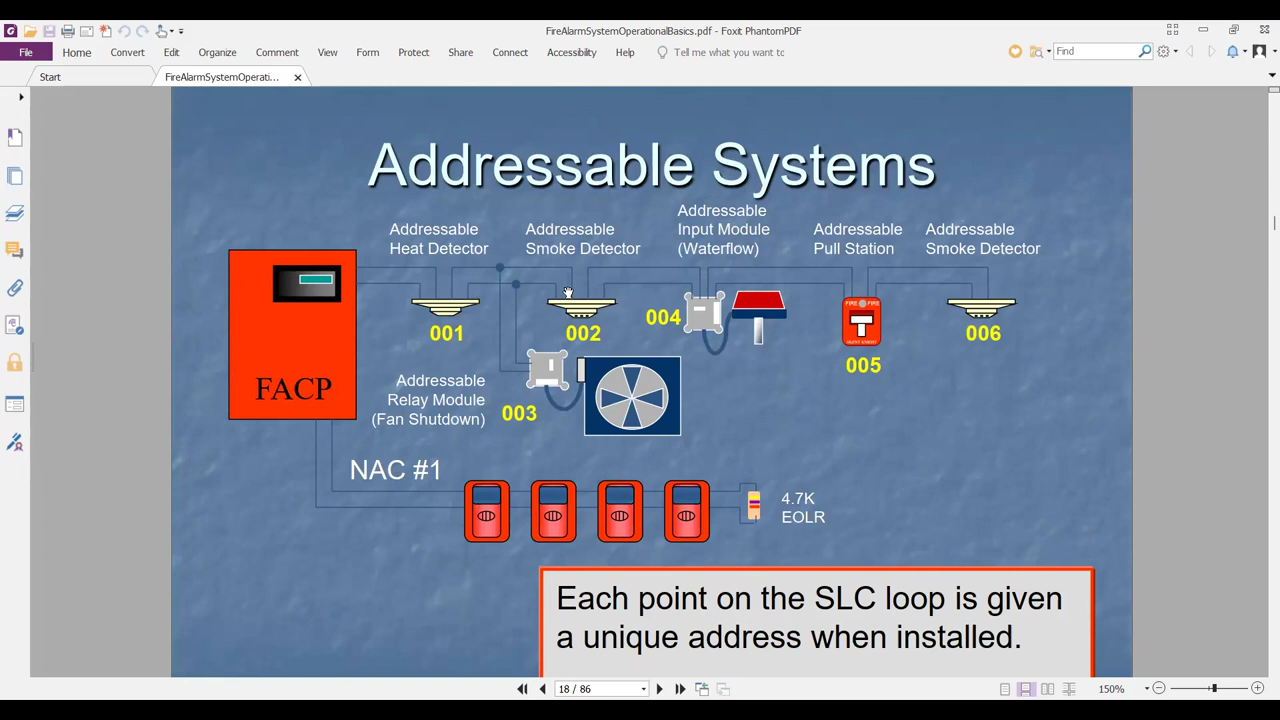 FireAlarmSystemOperationalBasics.pdf - Foxit PhantomPDF
File Home Convert Edit Organize Comment View Form Protect Share Connect Accessibility Help Tell me what you want to Find
Start FireAlarmSystemOperati...
Addressable Systems
Addressable
Heat Detector
Addressable
Smoke Detector
Addressable
Input Module
(Waterflow)
Addressable
Pull Station
Addressable
Smoke Detector
001
002
004
005
006
FIRE FIRE
FACP
Addressable
Relay Module
(Fan Shutdown)
003
NAC #1
4.7K
EOLR
Each point on the SLC loop is given
a unique address when installed.
18 / 86 150%